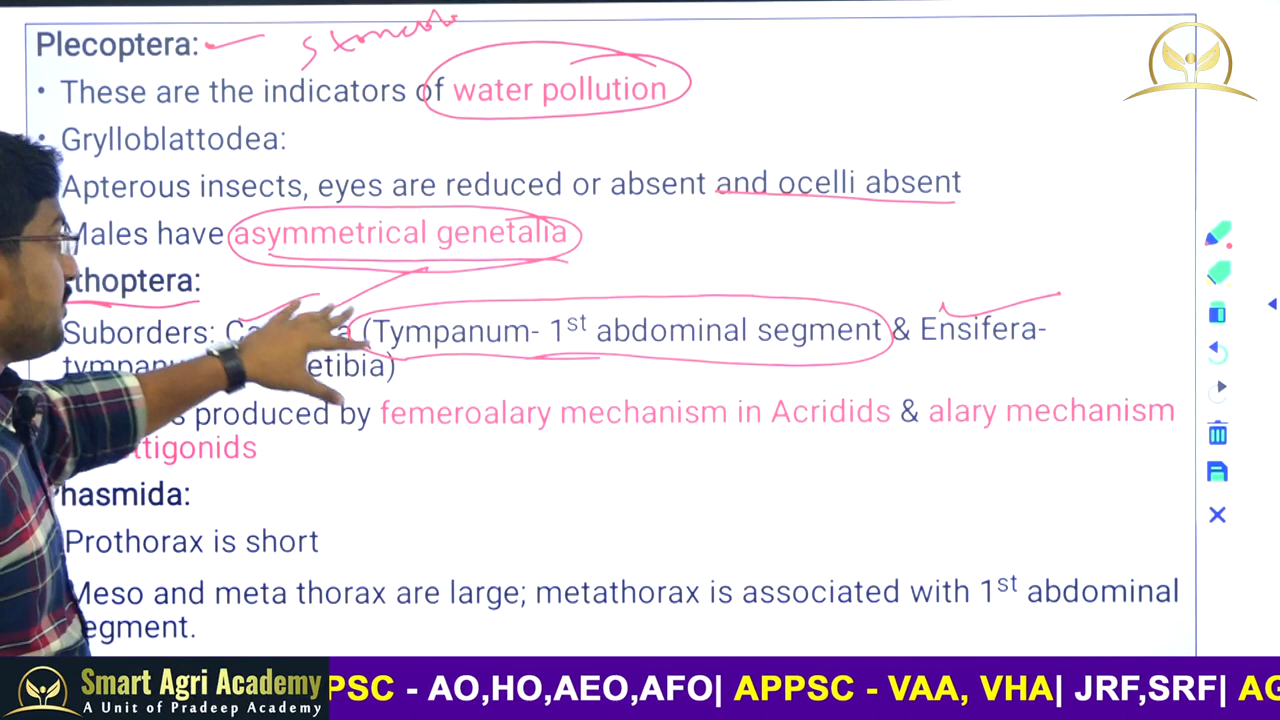 Plecoptera:
These are the indicators of water pollution
Grylloblattodea:
Apterous insects, eyes are reduced or absent and ocelli absent
Males have asymmetrical genetalia
thoptera:
Suborders: (Tympanum- 1st abdominal segment & Ensifera-
etibia)
produced by femeroalary mechanism in Acridids & alary mechanism
ttigonids
hasmida:
Prothorax is short
Meso and meta thorax are large; metathorax is associated with 1st abdominal
egment.
Smart Agri Academy
A Unit of Pradeep Academy
PSC - AO,HO,AEO,AFO| APPSC - VAA, VHA| JRF,SRF| AG